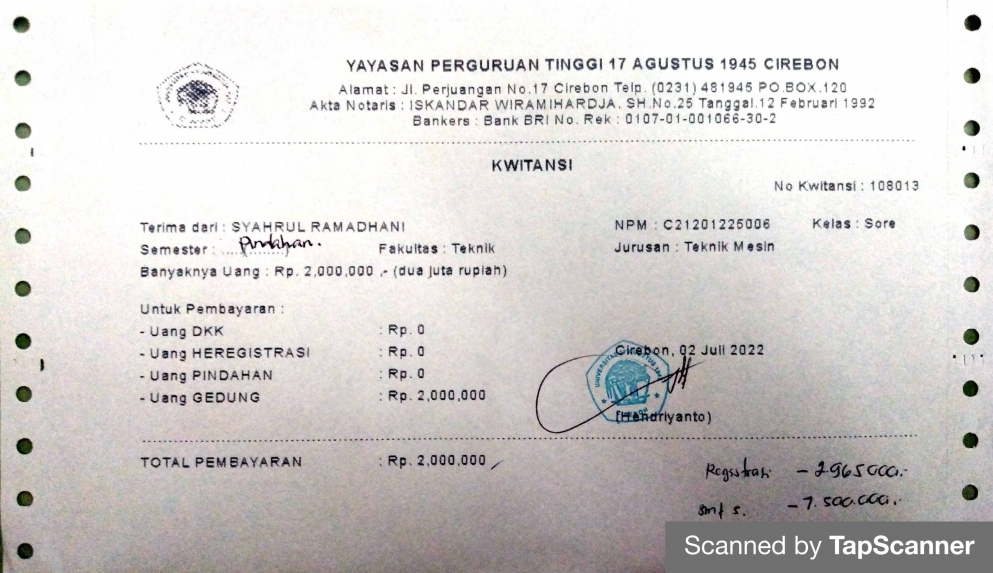 YAYASAN PERGURUAN TINGGI 17 AGUSTUS 1945 CIREBON
Alamat : Jl. Perjuangan No.17 Cirebon Telp. (0231) 481945 PO.BOX.120
Akta Notaris : ISKANDAR WIRAMIHARDJA. SH.No.25 Tanggal.12 Februari 1992
Bankers : Bank BRI No. Rek : 0107-01-001066-30-2
KWITANSI
No Kwitansi : 108013
Terima dari : SYAHRUL RAMADHANI NPM : C21201225006 Kelas : Sore
Semester : Pindahan. Fakultas : Teknik Jurusan : Teknik Mesin
Banyaknya Uang : Rp. 2,000,000 ,- (dua juta rupiah)
Untuk Pembayaran :
- Uang DKK : Rp. 0
- Uang HEREGISTRASI : Rp. 0
Cirebon, 02 Juli 2022
- Uang PINDAHAN : Rp. 0
- Uang GEDUNG : Rp. 2,000,000
(Hendriyanto)
TOTAL PEMBAYARAN : Rp. 2,000,000
Registrasi - 2.965.000.-
smt 5. - 7.500.000.-
Scanned by TapScanner